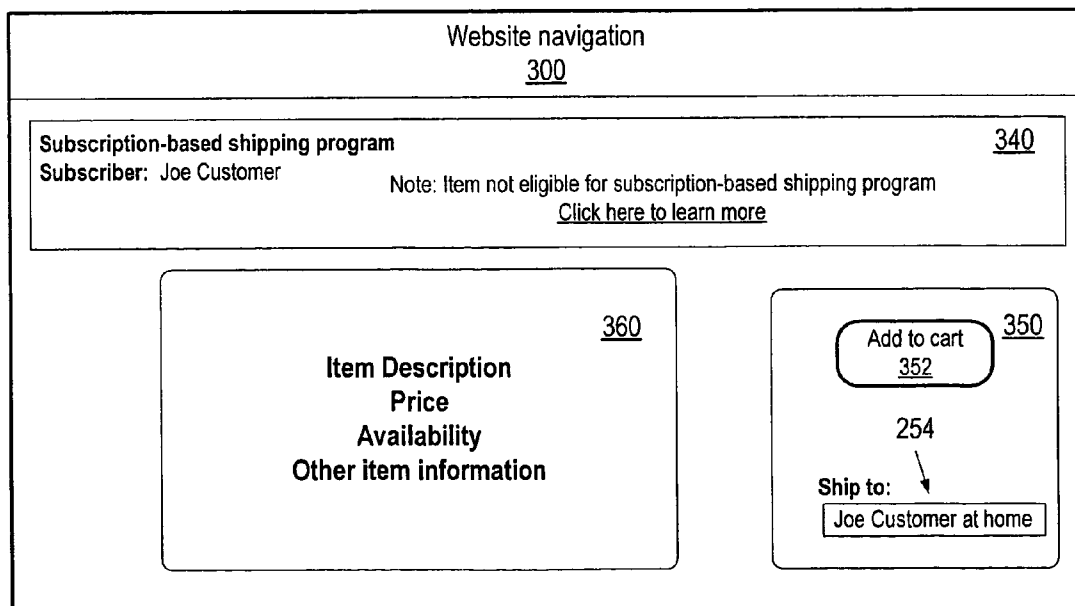 Website navigation
300
Subscription-based shipping program
340
Subscriber: Joe Customer
Note: Item not eligible for subscription-based shipping program
Click here to learn more
360
Item Description
Price
Availability
Other item information
350
Add to cart
352
254
Ship to:
Joe Customer at home